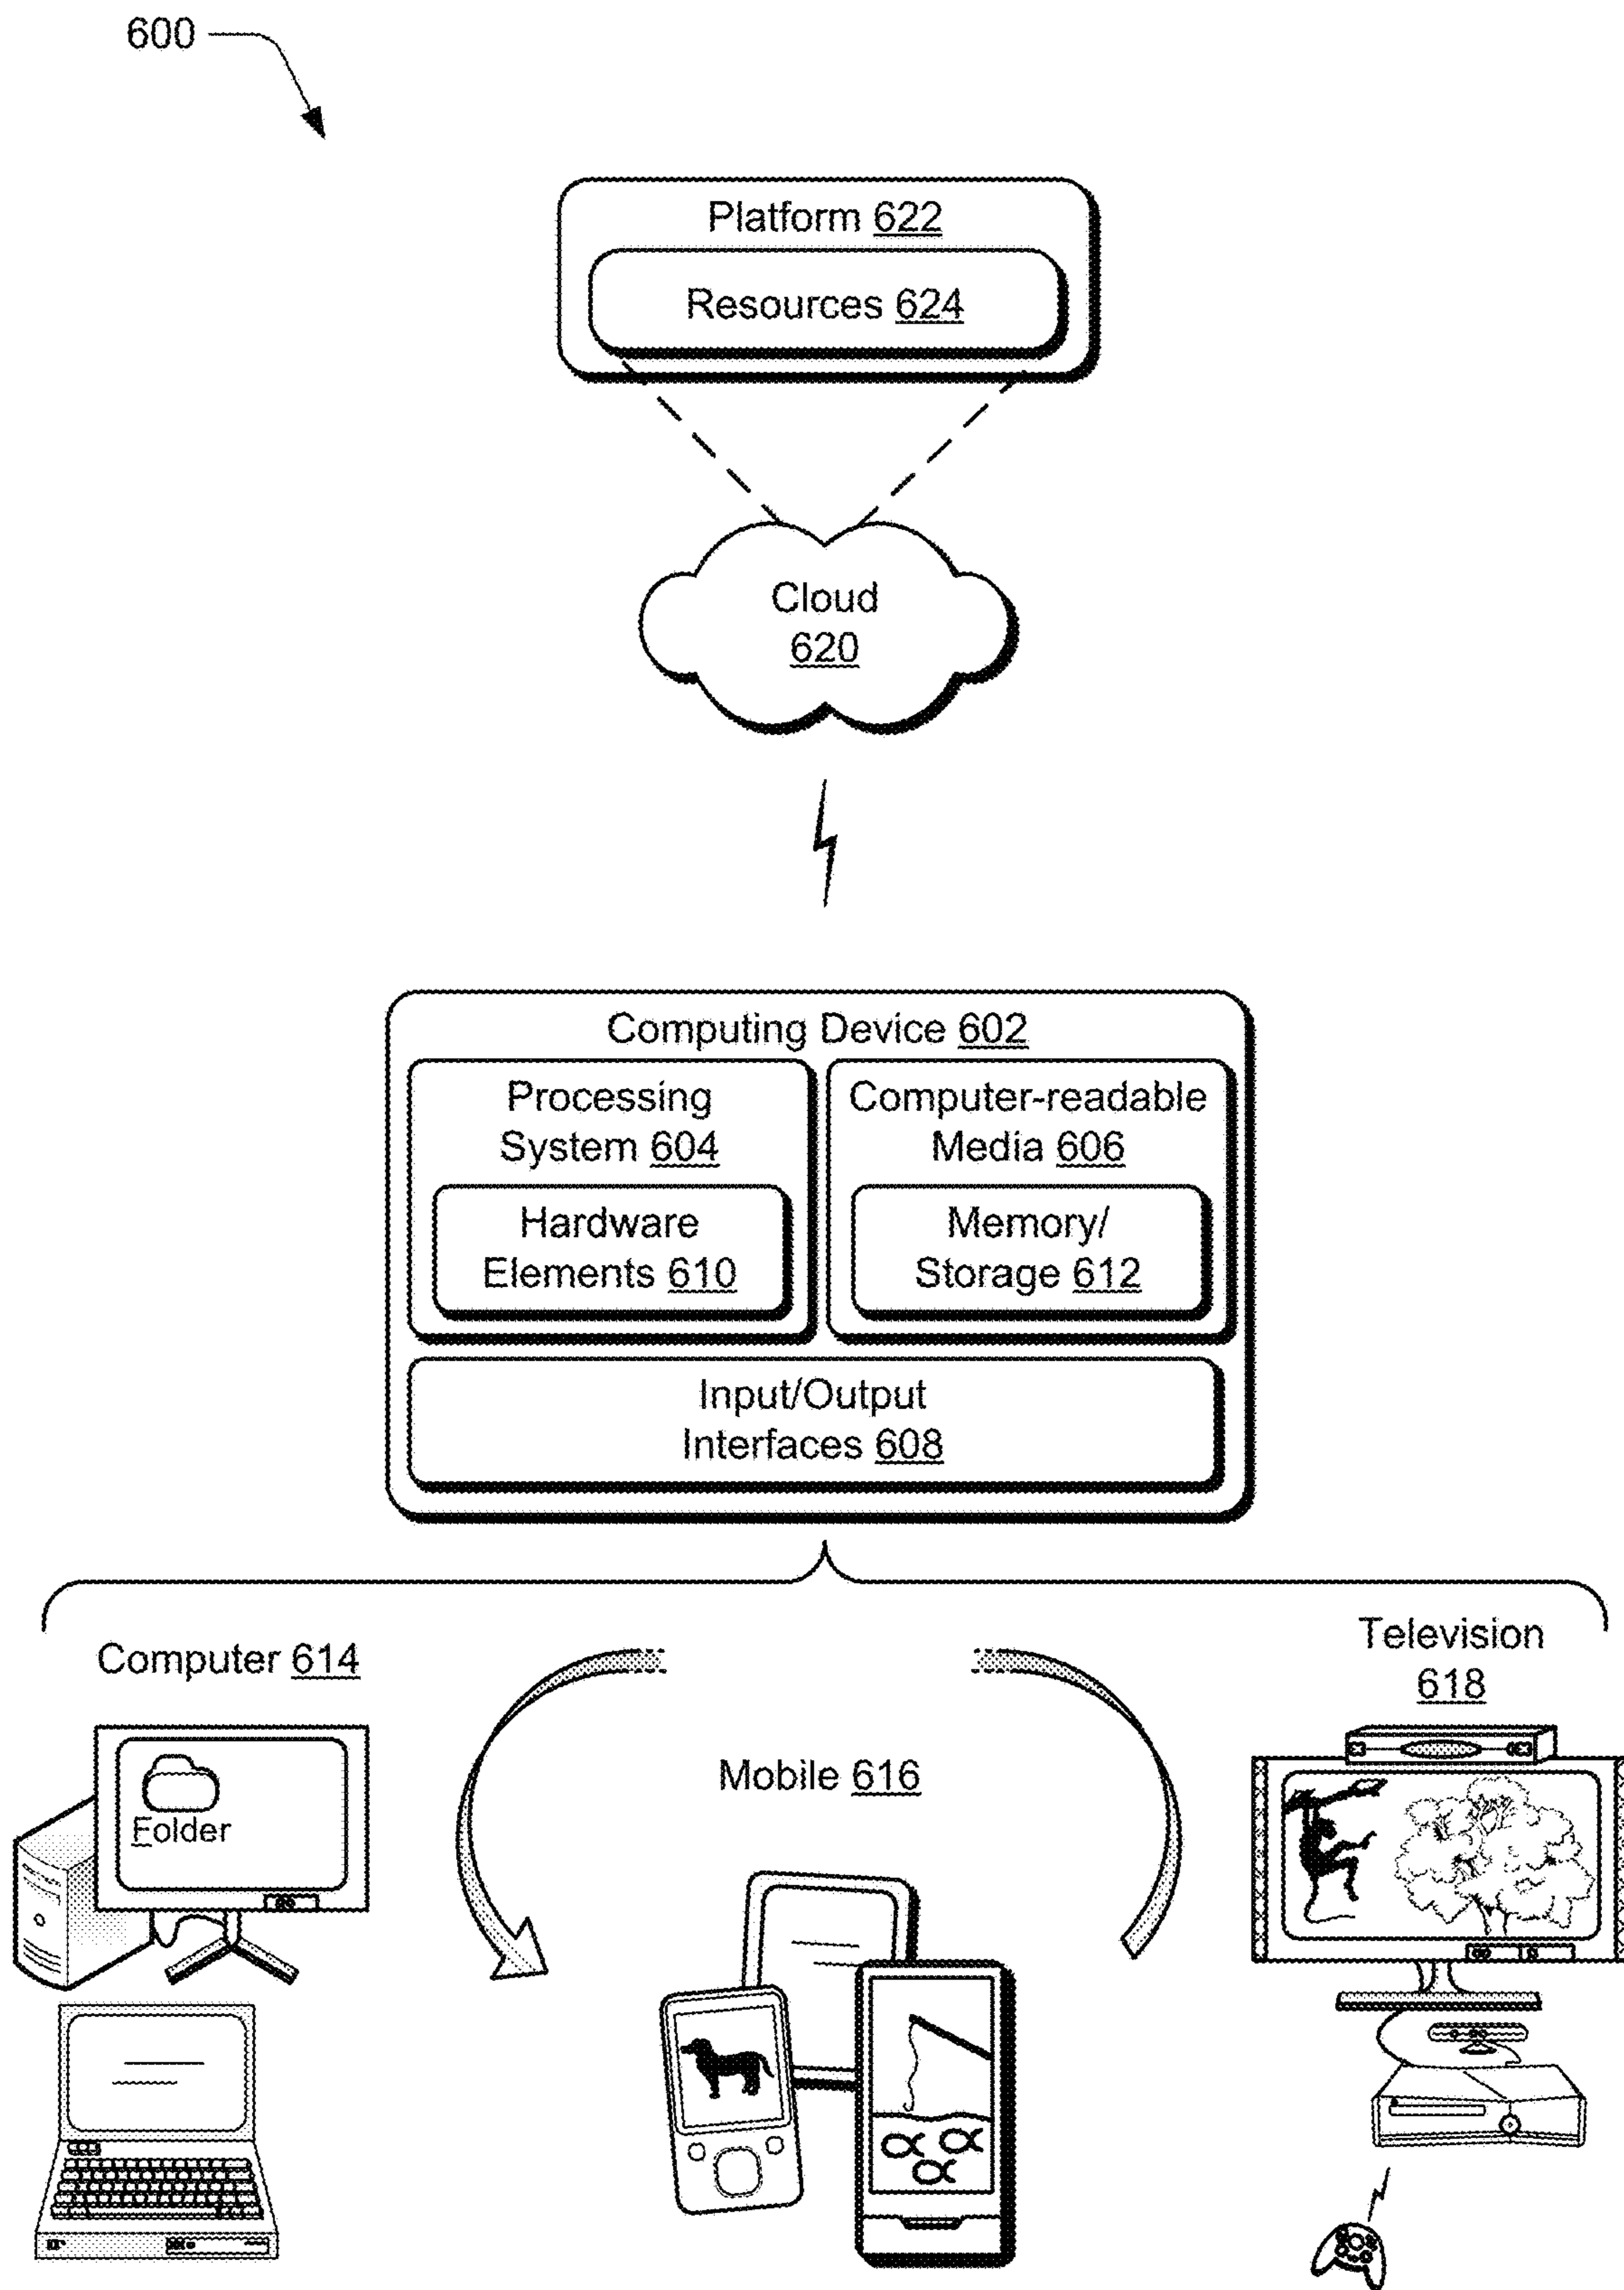 600
Platform 622
Resources 624
Cloud
620
Computing Device 602
Processing
System 604
Computer-readable
Media 606
Hardware
Elements 610
Memory/
Storage 612
Input/Output
Interfaces 608
Computer 614
Television
618
Mobile 616
Folder